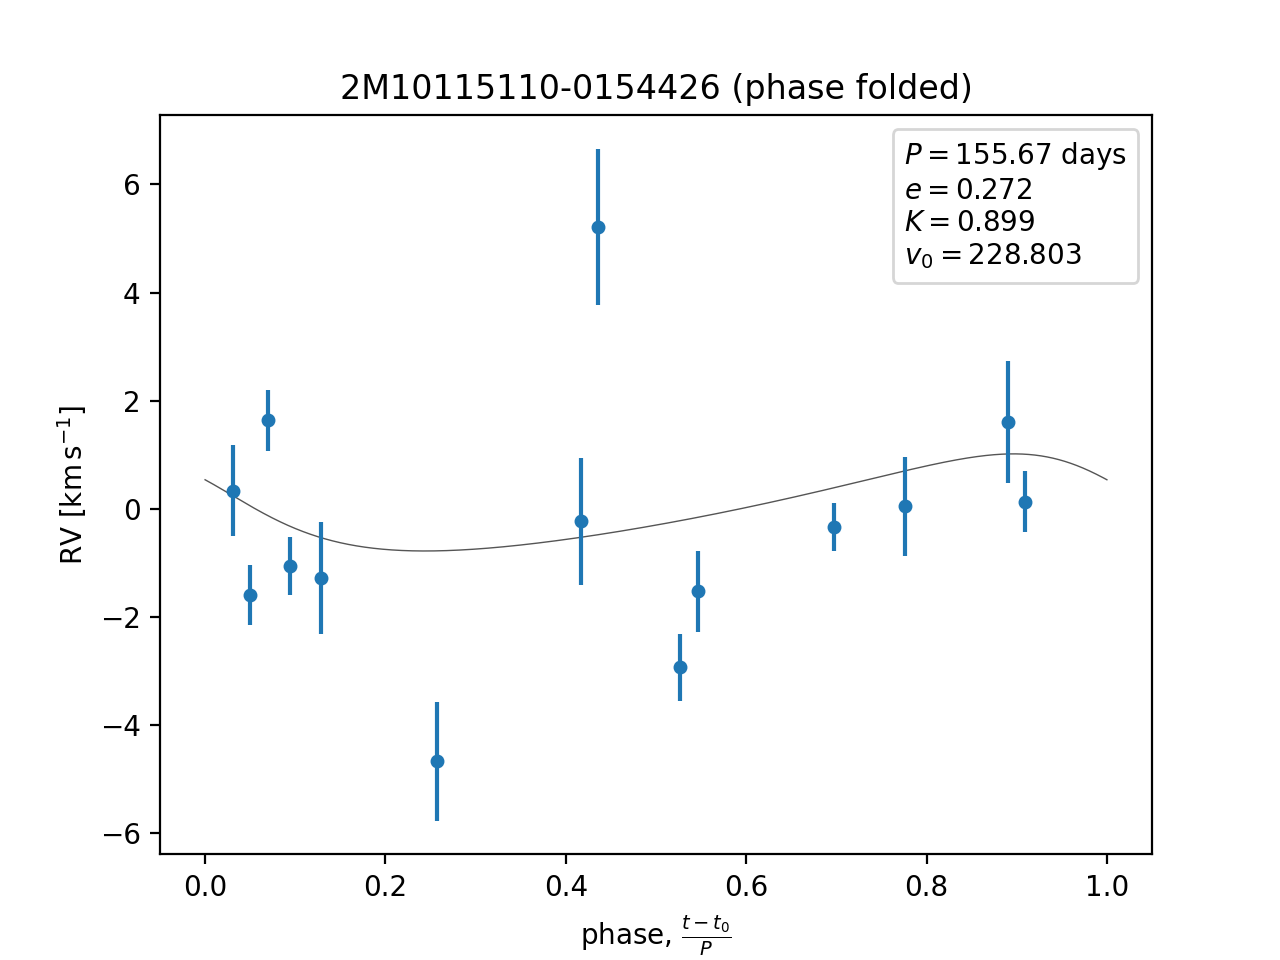 2M10115110-0154426 (phase folded)
P = 155.67 days
e = 0.272
K = 0.899
v₀ = 228.803
RV [km s⁻¹]
6
4
2
0
−2
−4
−6
0.0 0.2 0.4 0.6 0.8 1.0
phase, (t − t₀)/P